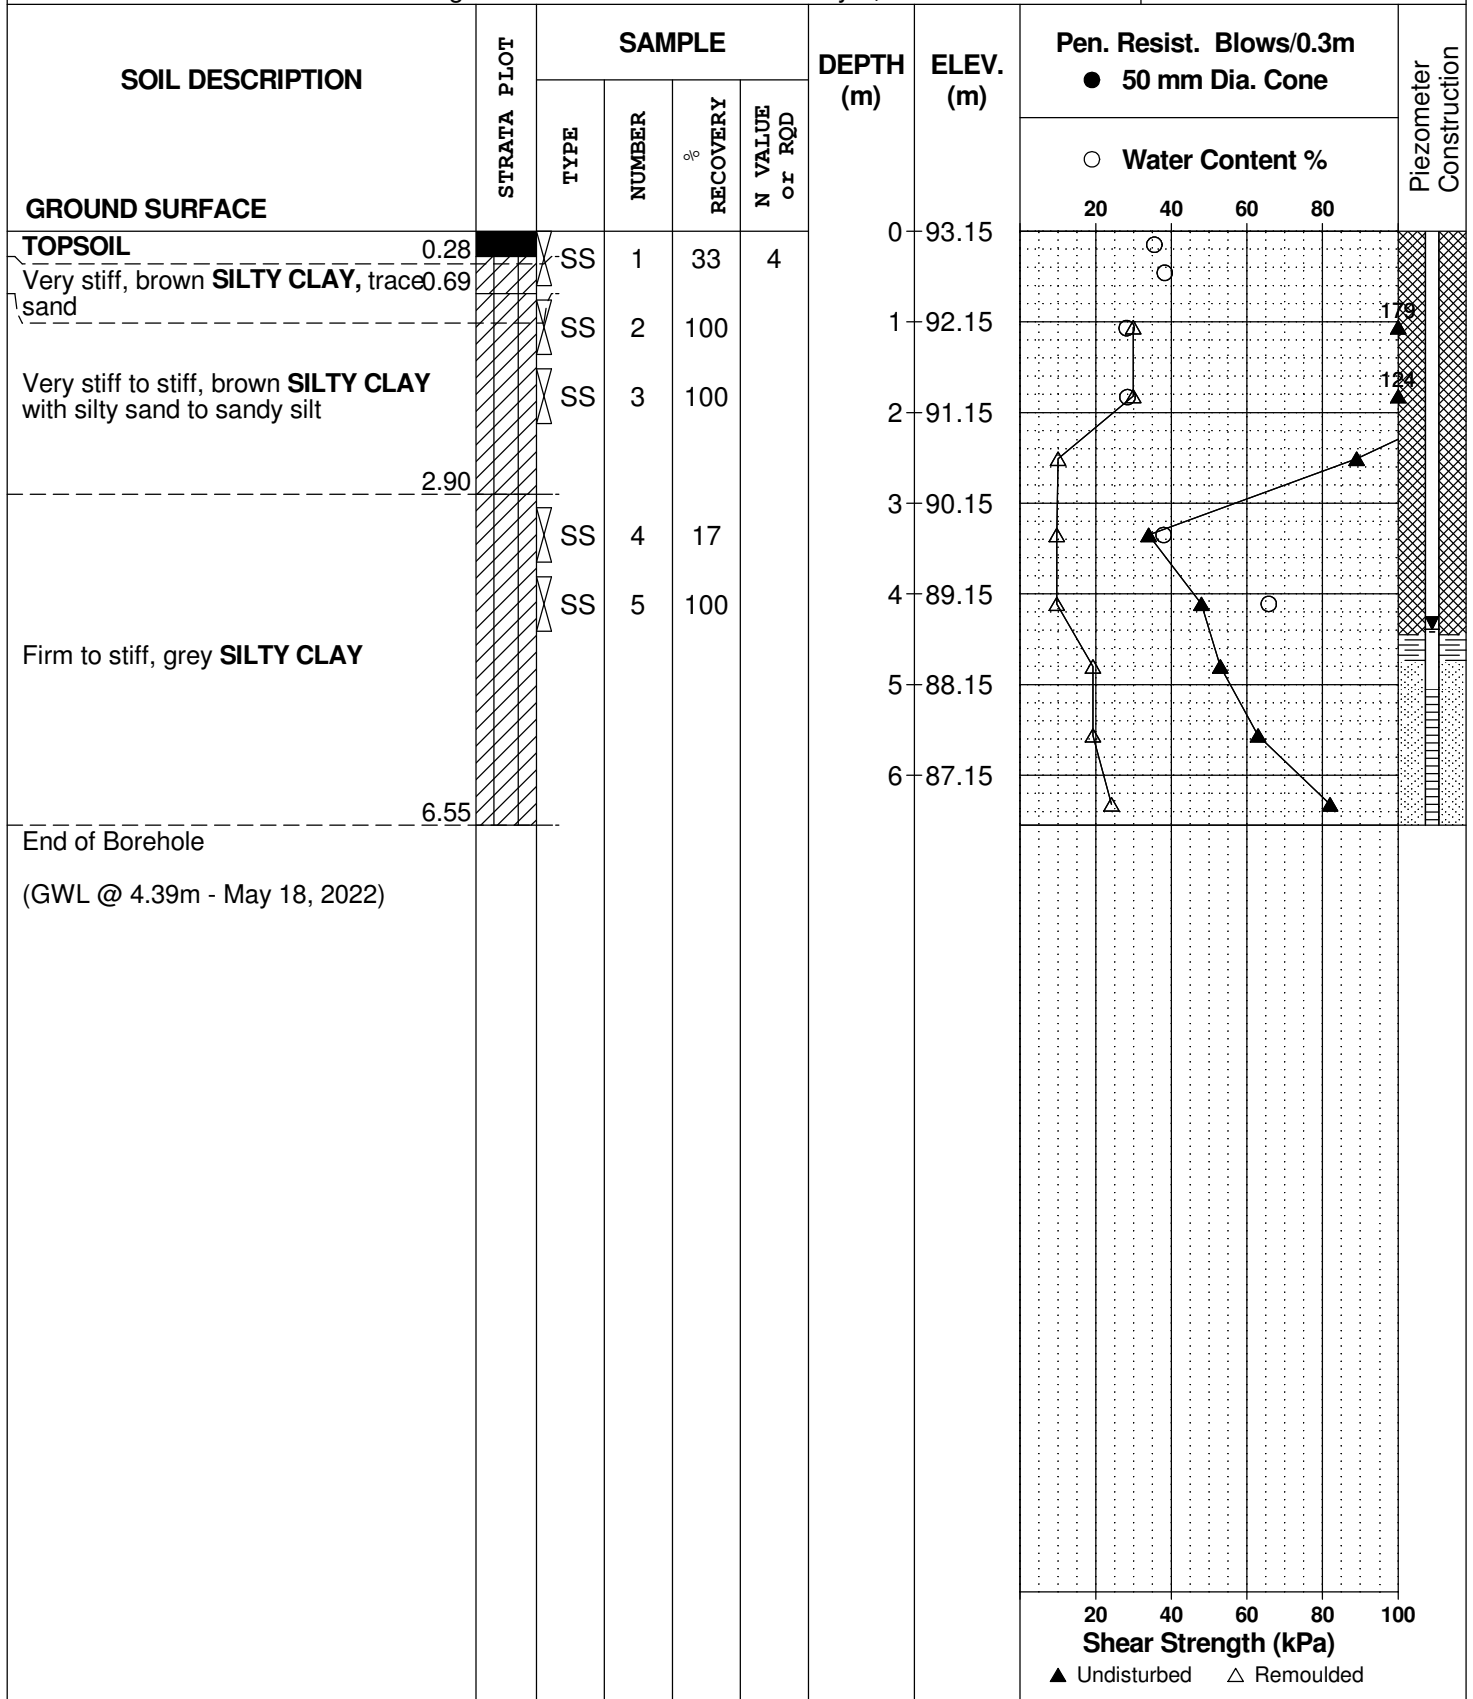 SOIL DESCRIPTION
GROUND SURFACE
STRATA PLOT
SAMPLE
TYPE
NUMBER
% RECOVERY
N VALUE or RQD
DEPTH (m)
ELEV. (m)
Pen. Resist. Blows/0.3m
● 50 mm Dia. Cone
○ Water Content %
20 40 60 80
Piezometer Construction
TOPSOIL 0.28
Very stiff, brown SILTY CLAY, trace 0.69
sand
Very stiff to stiff, brown SILTY CLAY
with silty sand to sandy silt
2.90
Firm to stiff, grey SILTY CLAY
6.55
End of Borehole
(GWL @ 4.39m - May 18, 2022)
SS 1 33 4
SS 2 100
SS 3 100
SS 4 17
SS 5 100
0 93.15
1 92.15
2 91.15
3 90.15
4 89.15
5 88.15
6 87.15
179
124
20 40 60 80 100
Shear Strength (kPa)
▲ Undisturbed △ Remoulded